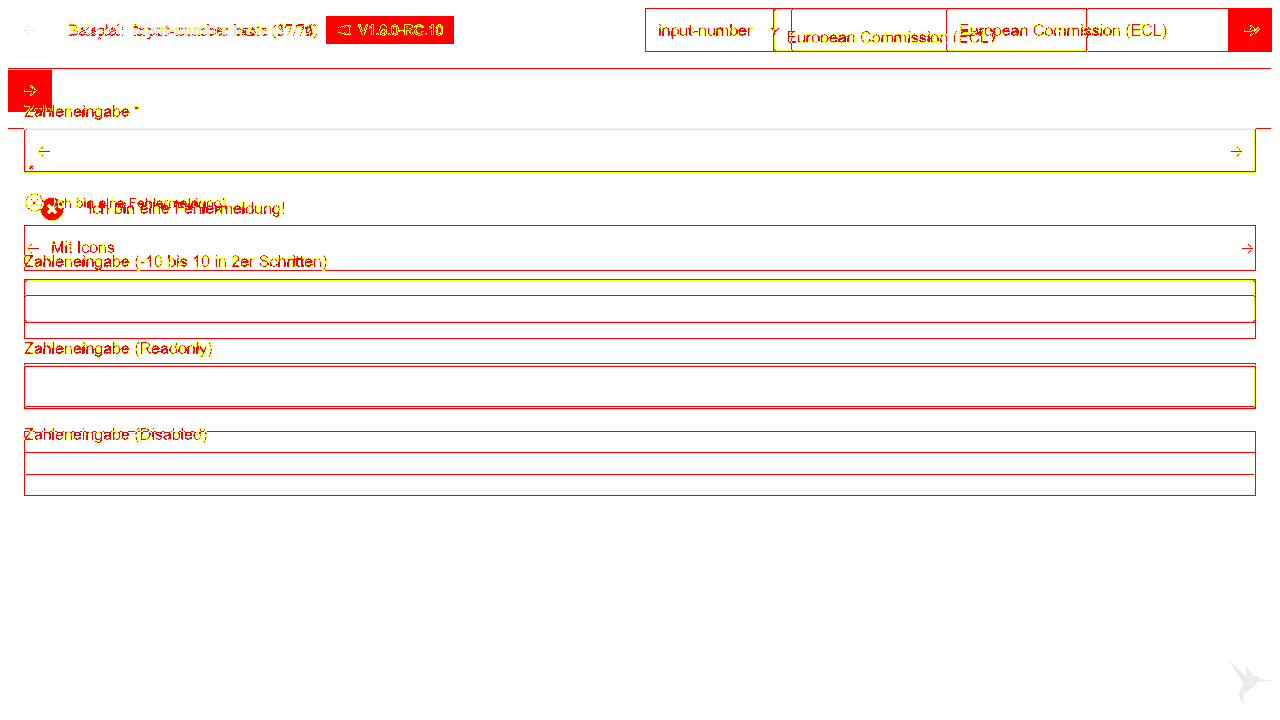 Beispiel: input-number basic (37/76) V1.6.0-RC.10 input-number European Commission (ECL) European Commission (ECL)
Zahleneingabe *
*
Ich bin eine Fehlermeldung!
Ich bin eine Fehlermeldung!
Mit Icons
Zahleneingabe (-10 bis 10 in 2er Schritten)
Zahleneingabe (Readonly)
Zahleneingabe (Disabled)